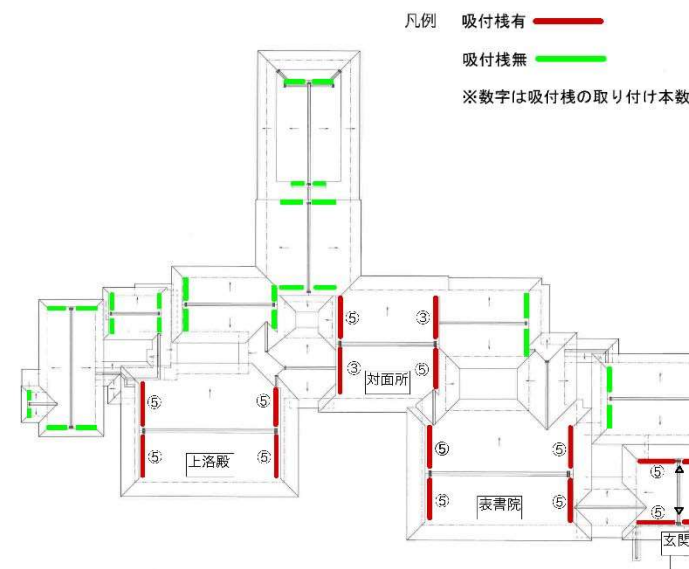 凡例 吸付桟有
吸付桟無
※数字は吸付桟の取り付け本数
⑤ ③
③ ⑤
対面所
⑤ ⑤
⑤ ⑤
上洛殿
⑤ ⑤
⑤ ⑤
表書院
⑤
⑤
玄関